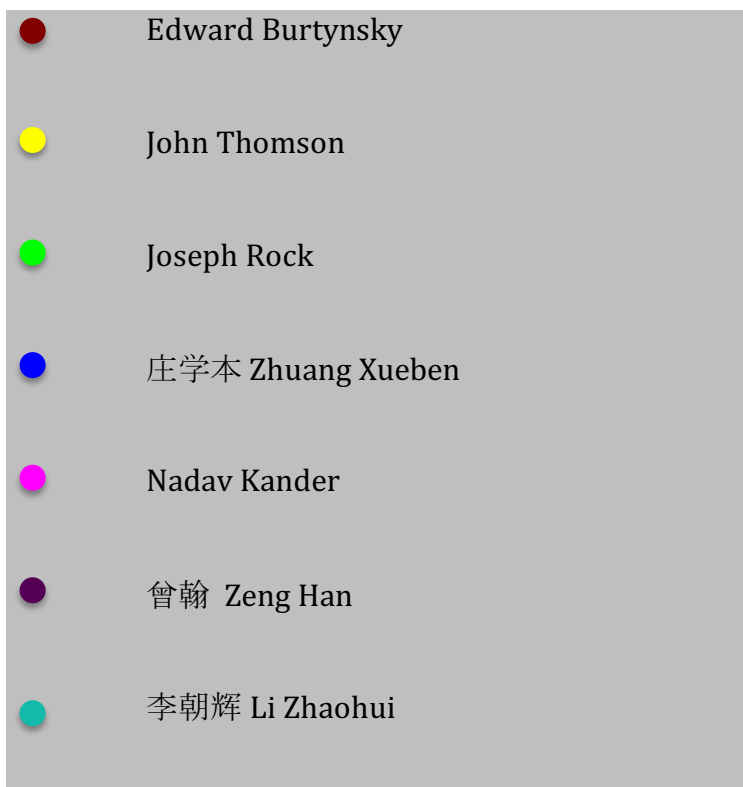 Edward Burtynsky
John Thomson
Joseph Rock
庄学本 Zhuang Xueben
Nadav Kander
曾翰 Zeng Han
李朝辉 Li Zhaohui